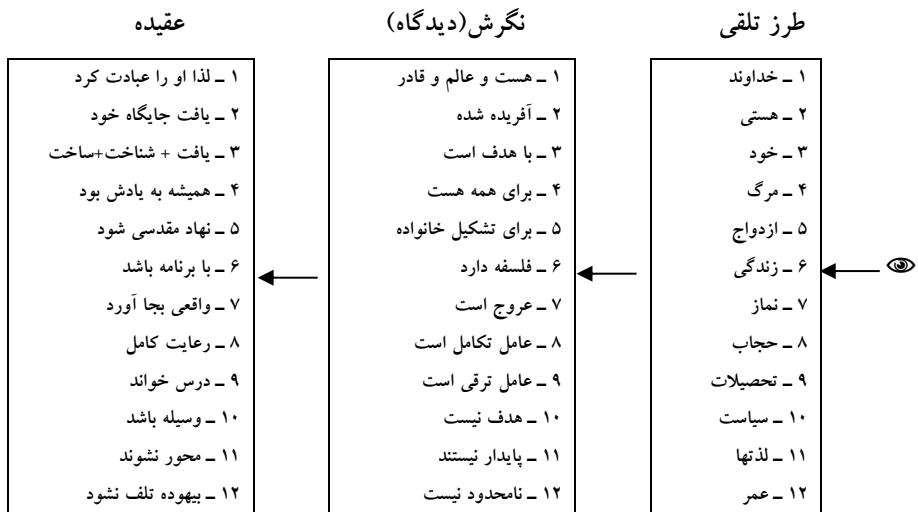 طرز تلقی
۱ ـ خداوند
۲ ـ هستی
۳ ـ خود
۴ ـ مرگ
۵ ـ ازدواج
۶ ـ زندگی
۷ ـ نماز
۸ ـ حجاب
۹ ـ تحصیلات
۱۰ ـ سیاست
۱۱ ـ لذتها
۱۲ ـ عمر
نگرش(دیدگاه)
۱ ـ هست و عالم و قادر
۲ ـ آفریده شده
۳ ـ با هدف است
۴ ـ برای همه هست
۵ ـ برای تشکیل خانواده
۶ ـ فلسفه دارد
۷ ـ عروج است
۸ ـ عامل تکامل است
۹ ـ عامل ترقی است
۱۰ ـ هدف نیست
۱۱ ـ پایدار نیستند
۱۲ ـ نامحدود نیست
عقیده
۱ ـ لذا او را عبادت کرد
۲ ـ یافت جایگاه خود
۳ ـ یافت + شناخت+ساخت
۴ ـ همیشه به یادش بود
۵ ـ نهاد مقدسی شود
۶ ـ با برنامه باشد
۷ ـ واقعی بجا آورد
۸ ـ رعایت کامل
۹ ـ درس خواند
۱۰ ـ وسیله باشد
۱۱ ـ محور نشوند
۱۲ ـ بیهوده تلف نشود